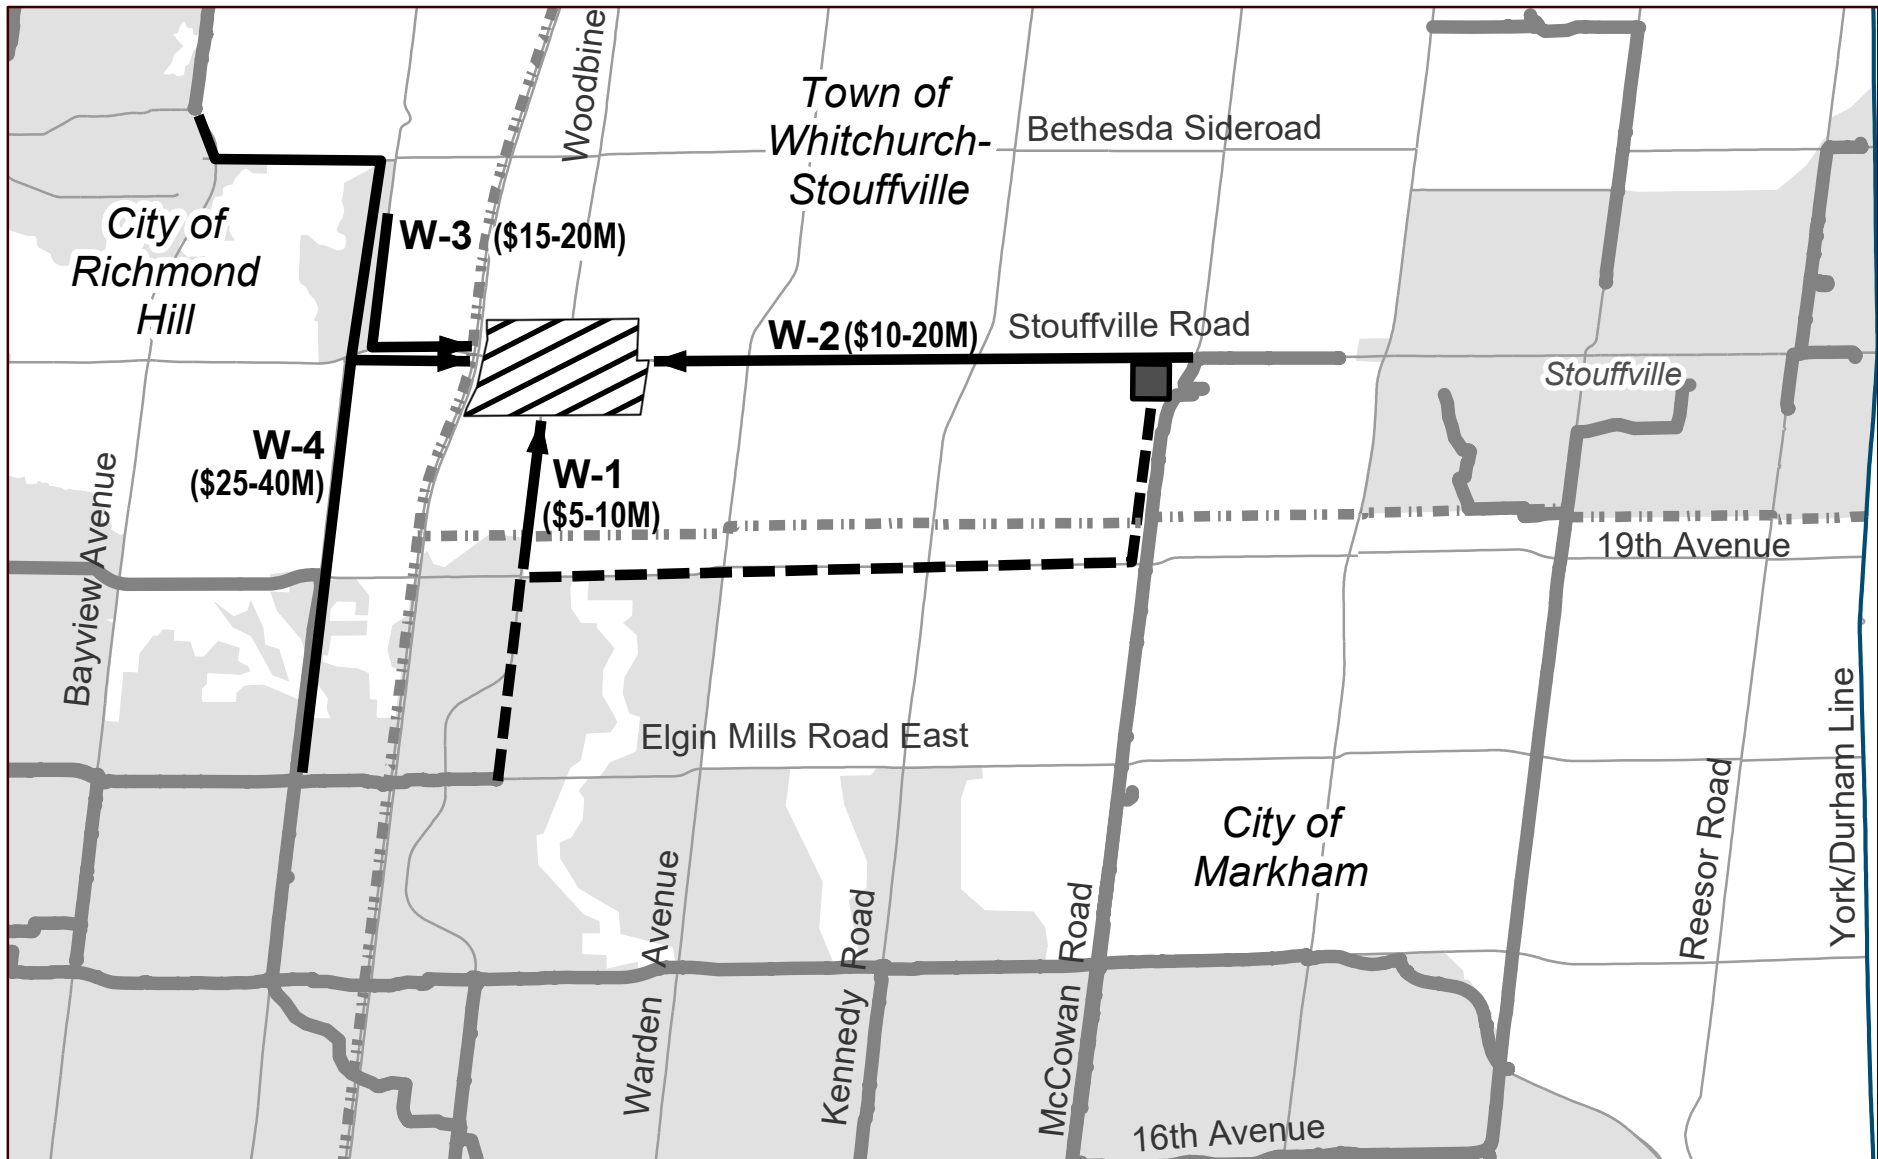 Woodbine
Town of
Whitchurch-
Stouffville
Bethesda Sideroad
City of
Richmond
Hill
W-3 ($15-20M)
W-2 ($10-20M)
Stouffville Road
Stouffville
W-4
($25-40M)
W-1
($5-10M)
Bayview Avenue
19th Avenue
Elgin Mills Road East
City of
Markham
Warden Avenue
Kennedy Road
McCowan Road
Reesor Road
York/Durham Line
16th Avenue